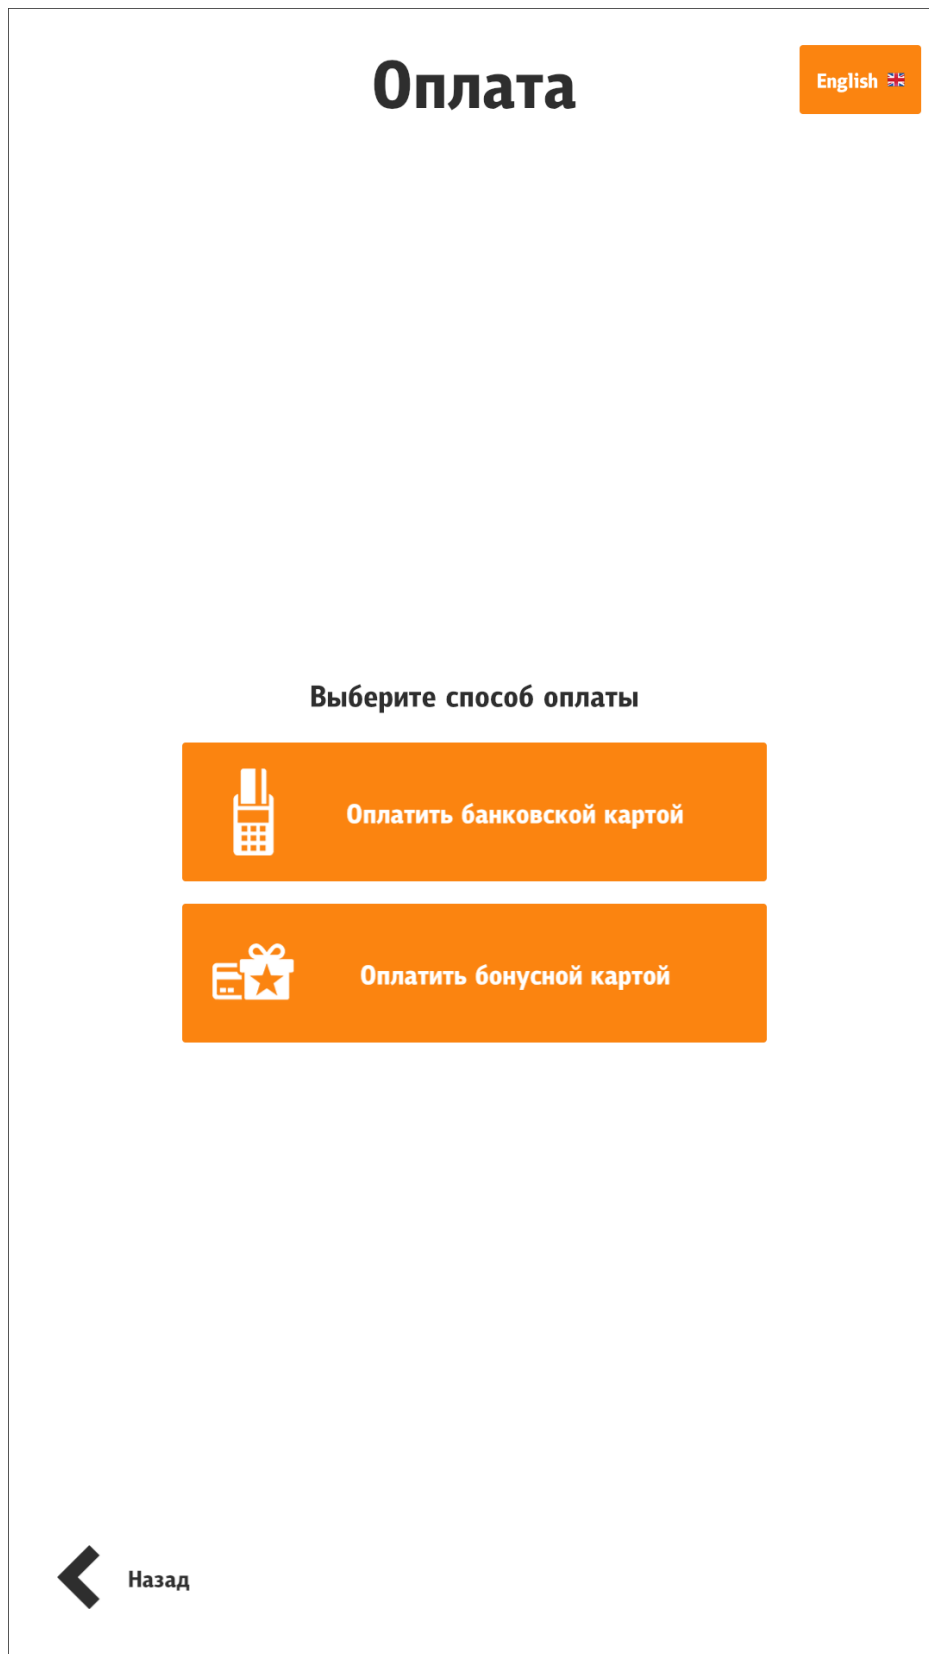 Оплата
English
Выберите способ оплаты
Оплатить банковской картой
Оплатить бонусной картой
Назад